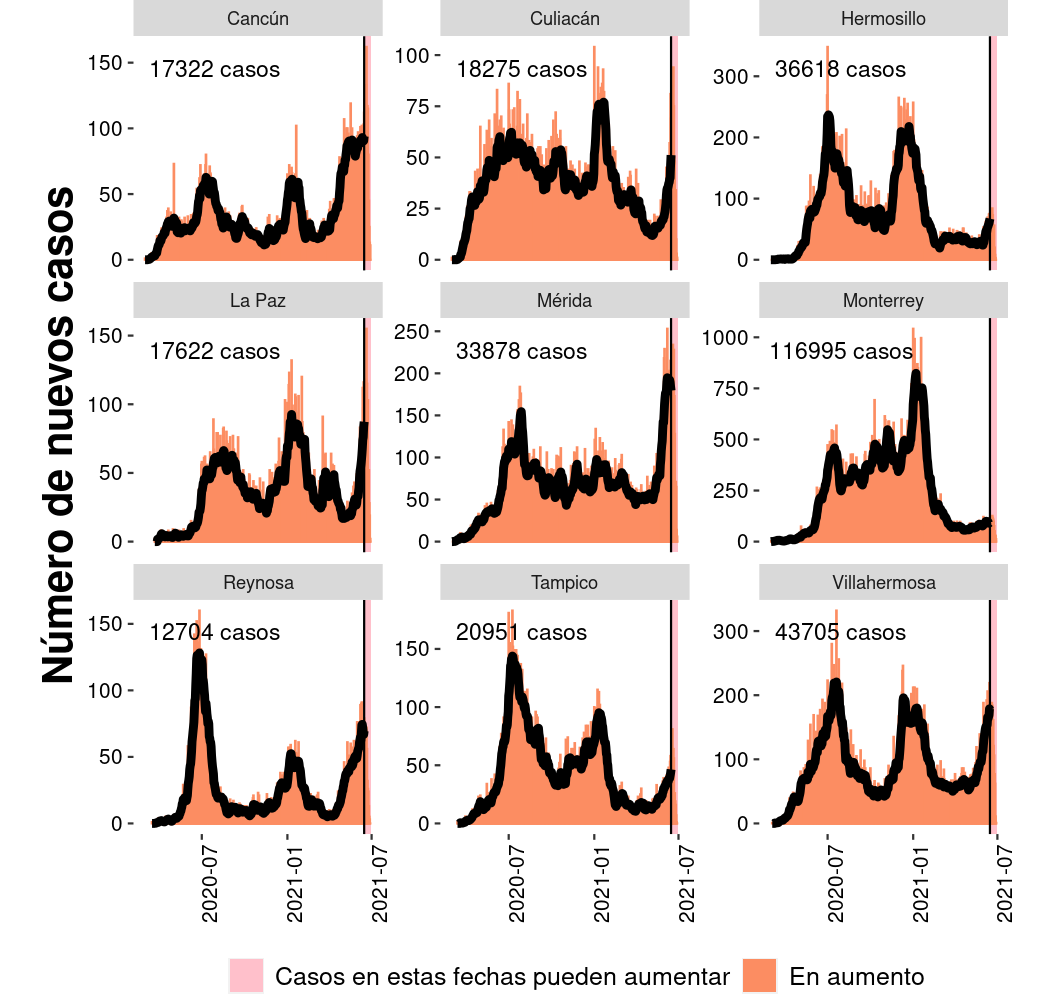 Cancún
Culiacán
Hermosillo
150
100
50
0
17322 casos
100
75
50
25
0
18275 casos
300
200
100
0
36618 casos
La Paz
Mérida
Monterrey
150
100
50
0
17622 casos
250
200
150
100
50
0
33878 casos
1000
750
500
250
0
116995 casos
Reynosa
Tampico
Villahermosa
150
100
50
0
12704 casos
150
100
50
0
20951 casos
300
200
100
0
43705 casos
Número de nuevos casos
2020-07
2021-01
2021-07
2020-07
2021-01
2021-07
2020-07
2021-01
2021-07
Casos en estas fechas pueden aumentar
En aumento